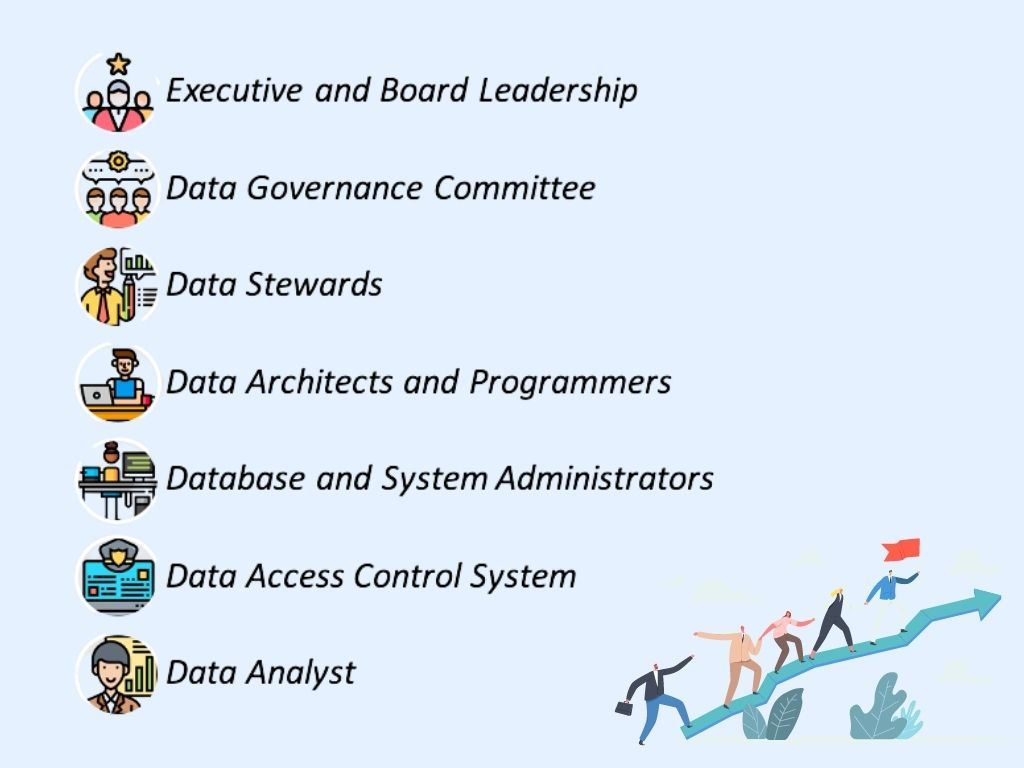 Executive and Board Leadership
Data Governance Committee
Data Stewards
Data Architects and Programmers
Database and System Administrators
Data Access Control System
Data Analyst